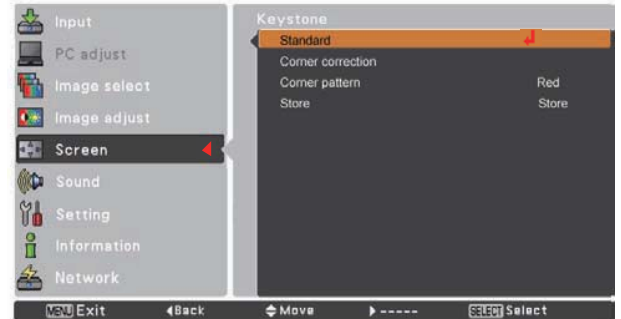 Input
PC adjust
Image select
Image adjust
Screen
Sound
Setting
Information
Network
Keystone
Standard
Corner correction
Corner pattern Red
Store Store
MENU Exit Back Move ----- SELECT Select